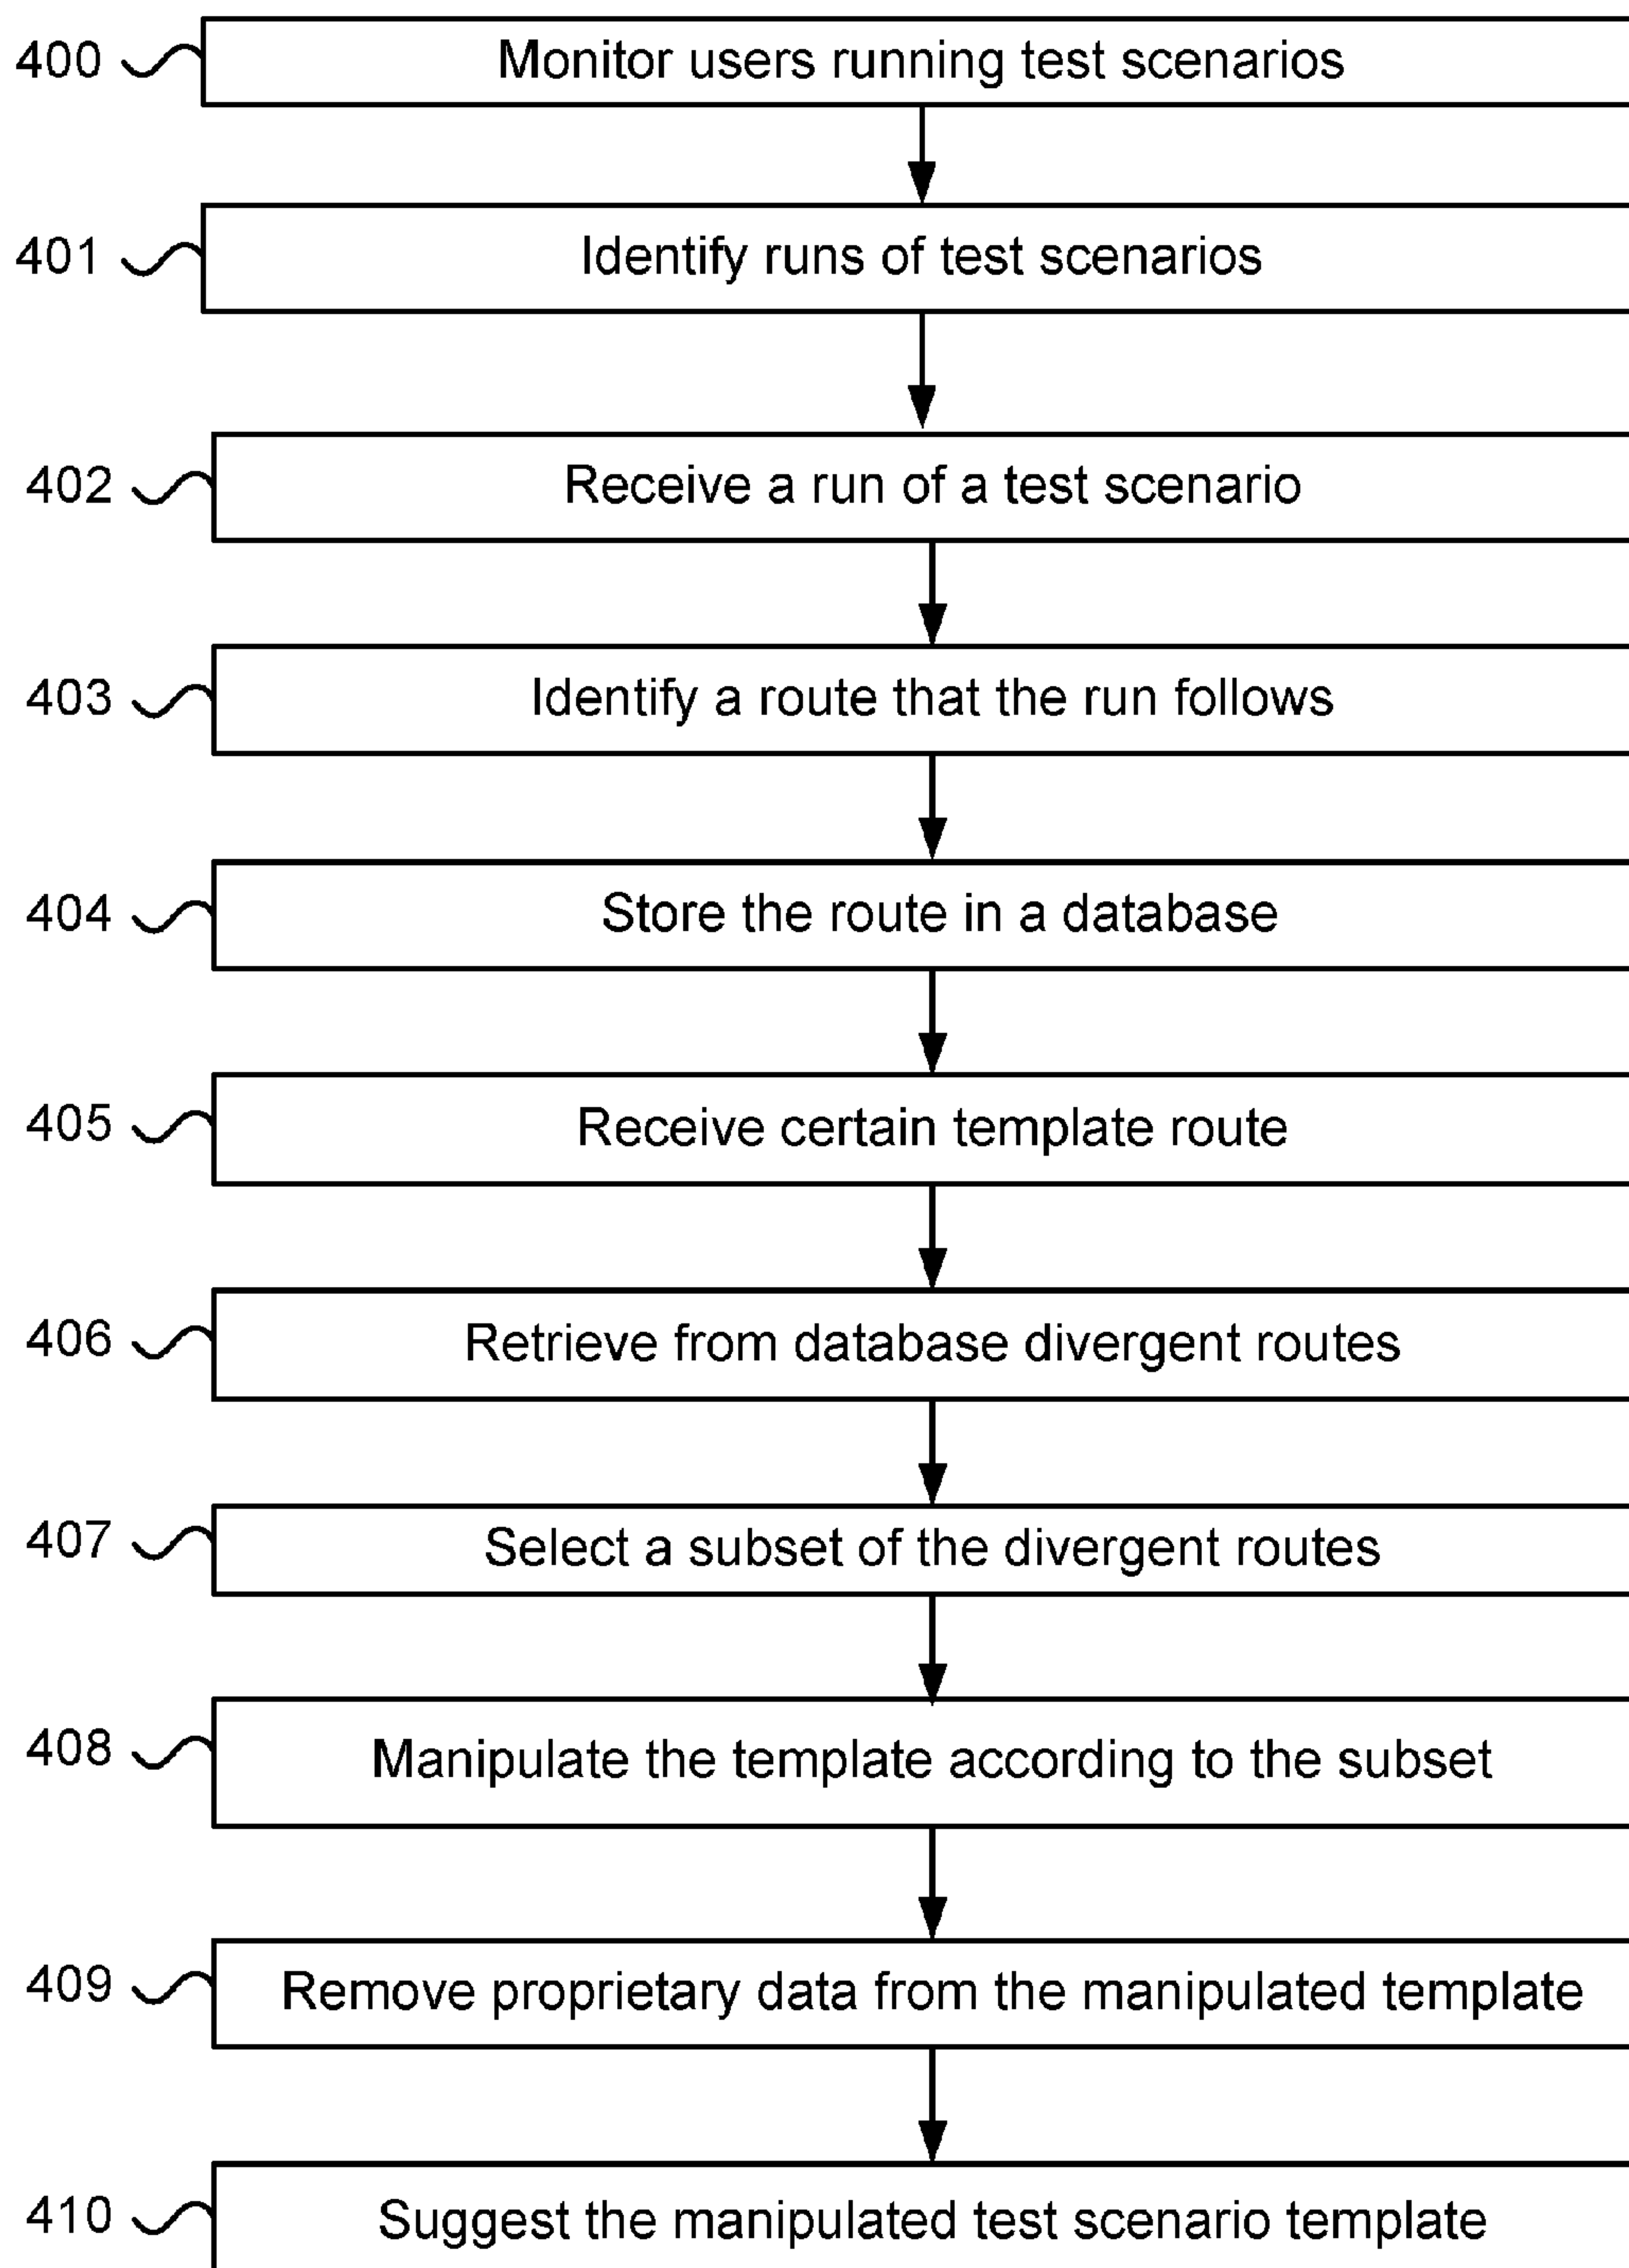 400 Monitor users running test scenarios
401 Identify runs of test scenarios
402 Receive a run of a test scenario
403 Identify a route that the run follows
404 Store the route in a database
405 Receive certain template route
406 Retrieve from database divergent routes
407 Select a subset of the divergent routes
408 Manipulate the template according to the subset
409 Remove proprietary data from the manipulated template
410 Suggest the manipulated test scenario template